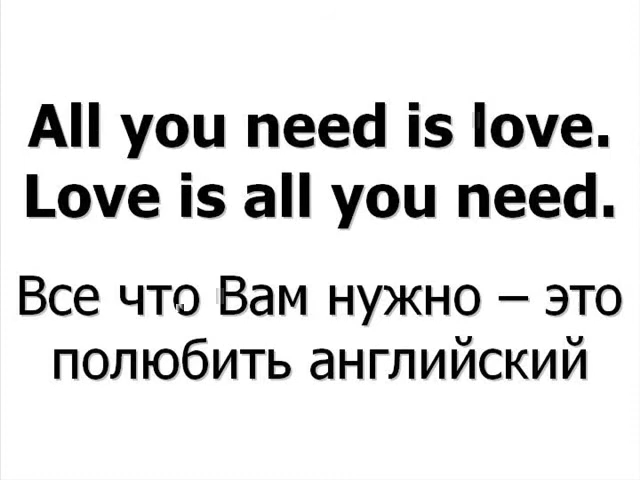 All you need is love.
Love is all you need.
Все что Вам нужно – это
полюбить английский